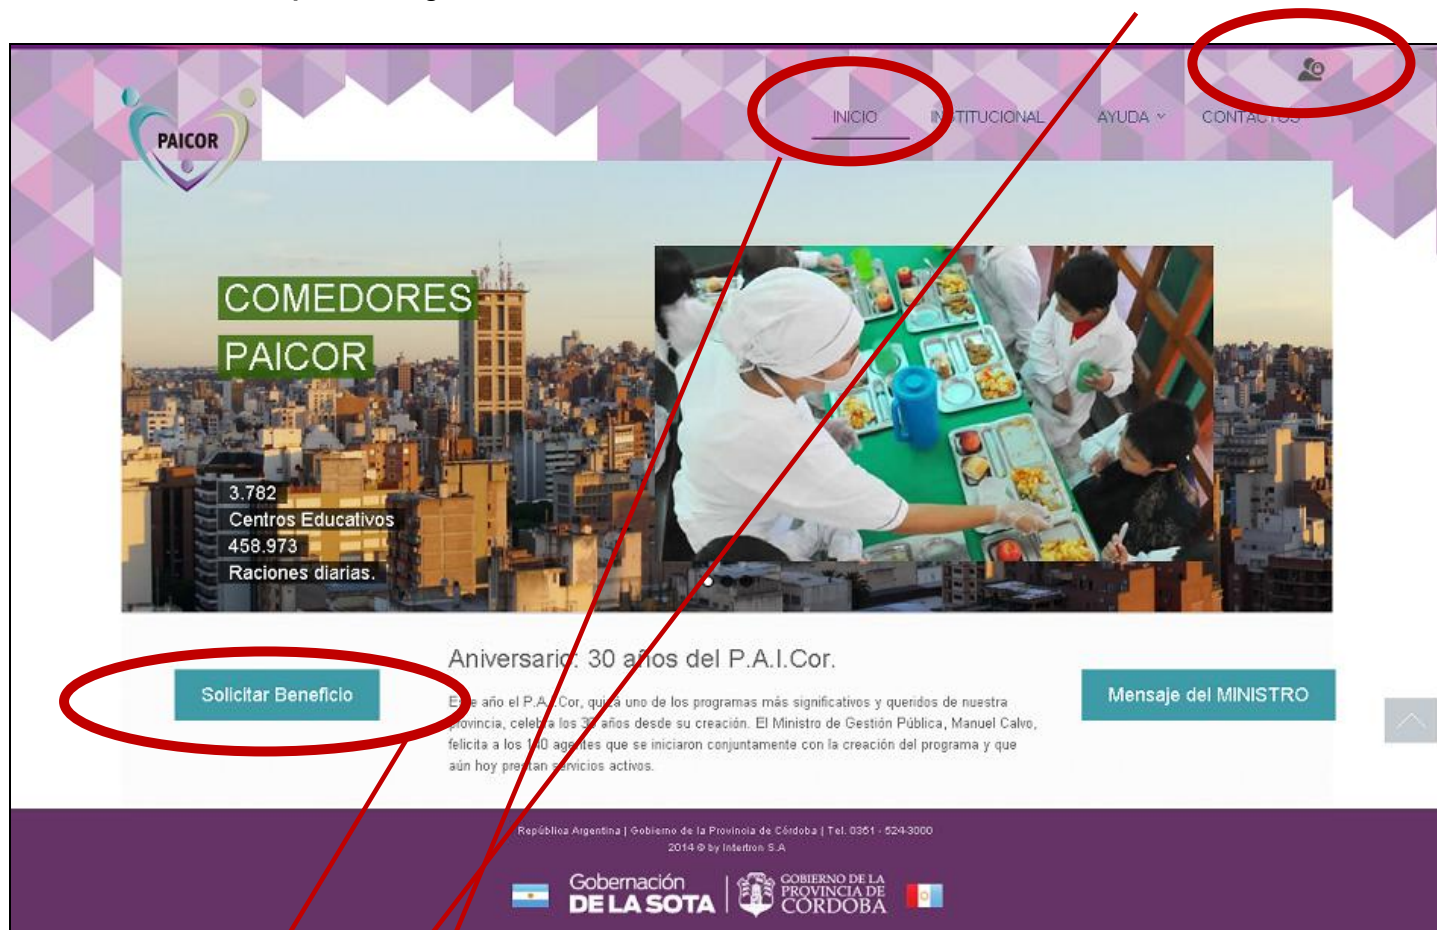 PAICOR
INICIO
INSTITUCIONAL
AYUDA
CONTACTOS
COMEDORES
PAICOR
3.782
Centros Educativos
458.973
Raciones diarias.
Solicitar Beneficio
Aniversario: 30 años del P.A.I.Cor.
Este año el P.A.I.Cor, quizá uno de los programas más significativos y queridos de nuestra
provincia, celebra los 30 años desde su creación. El Ministro de Gestión Pública, Manuel Calvo,
felicita a los 140 agentes que se iniciaron conjuntamente con la creación del programa y que
aún hoy prestan servicios activos.
Mensaje del MINISTRO
República Argentina | Gobierno de la Provincia de Córdoba | Tel. 0351 - 524-3000
2014 © by Intertron S.A
Gobernación
DE LA SOTA
GOBIERNO DE LA
PROVINCIA DE
CÓRDOBA